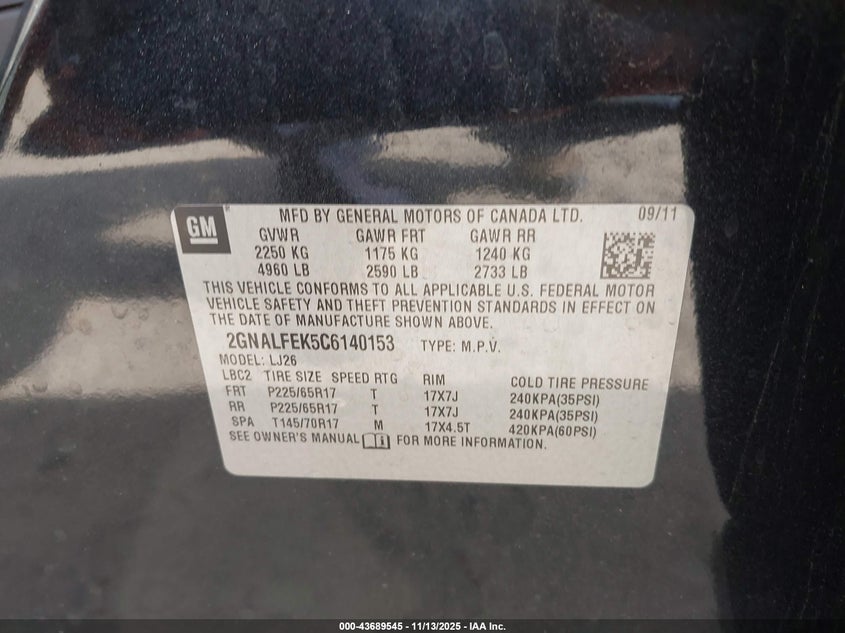 GM ® MFD BY GENERAL MOTORS OF CANADA LTD. 09/11
GVWR GAWR FRT GAWR RR
2250 KG 1175 KG 1240 KG
4960 LB 2590 LB 2733 LB
THIS VEHICLE CONFORMS TO ALL APPLICABLE U.S. FEDERAL MOTOR
VEHICLE SAFETY AND THEFT PREVENTION STANDARDS IN EFFECT ON
THE DATE OF MANUFACTURE SHOWN ABOVE.
2GNALFEK5C6140153 TYPE: M.P.V.
MODEL: LJ26
LBC2 TIRE SIZE SPEED RTG RIM COLD TIRE PRESSURE
FRT P225/65R17 T 17X7J 240KPA(35PSI)
RR P225/65R17 T 17X7J 240KPA(35PSI)
SPA T145/70R17 M 17X4.5T 420KPA(60PSI)
SEE OWNER'S MANUAL FOR MORE INFORMATION.
000-43689545 - 11/13/2025 - IAA Inc.